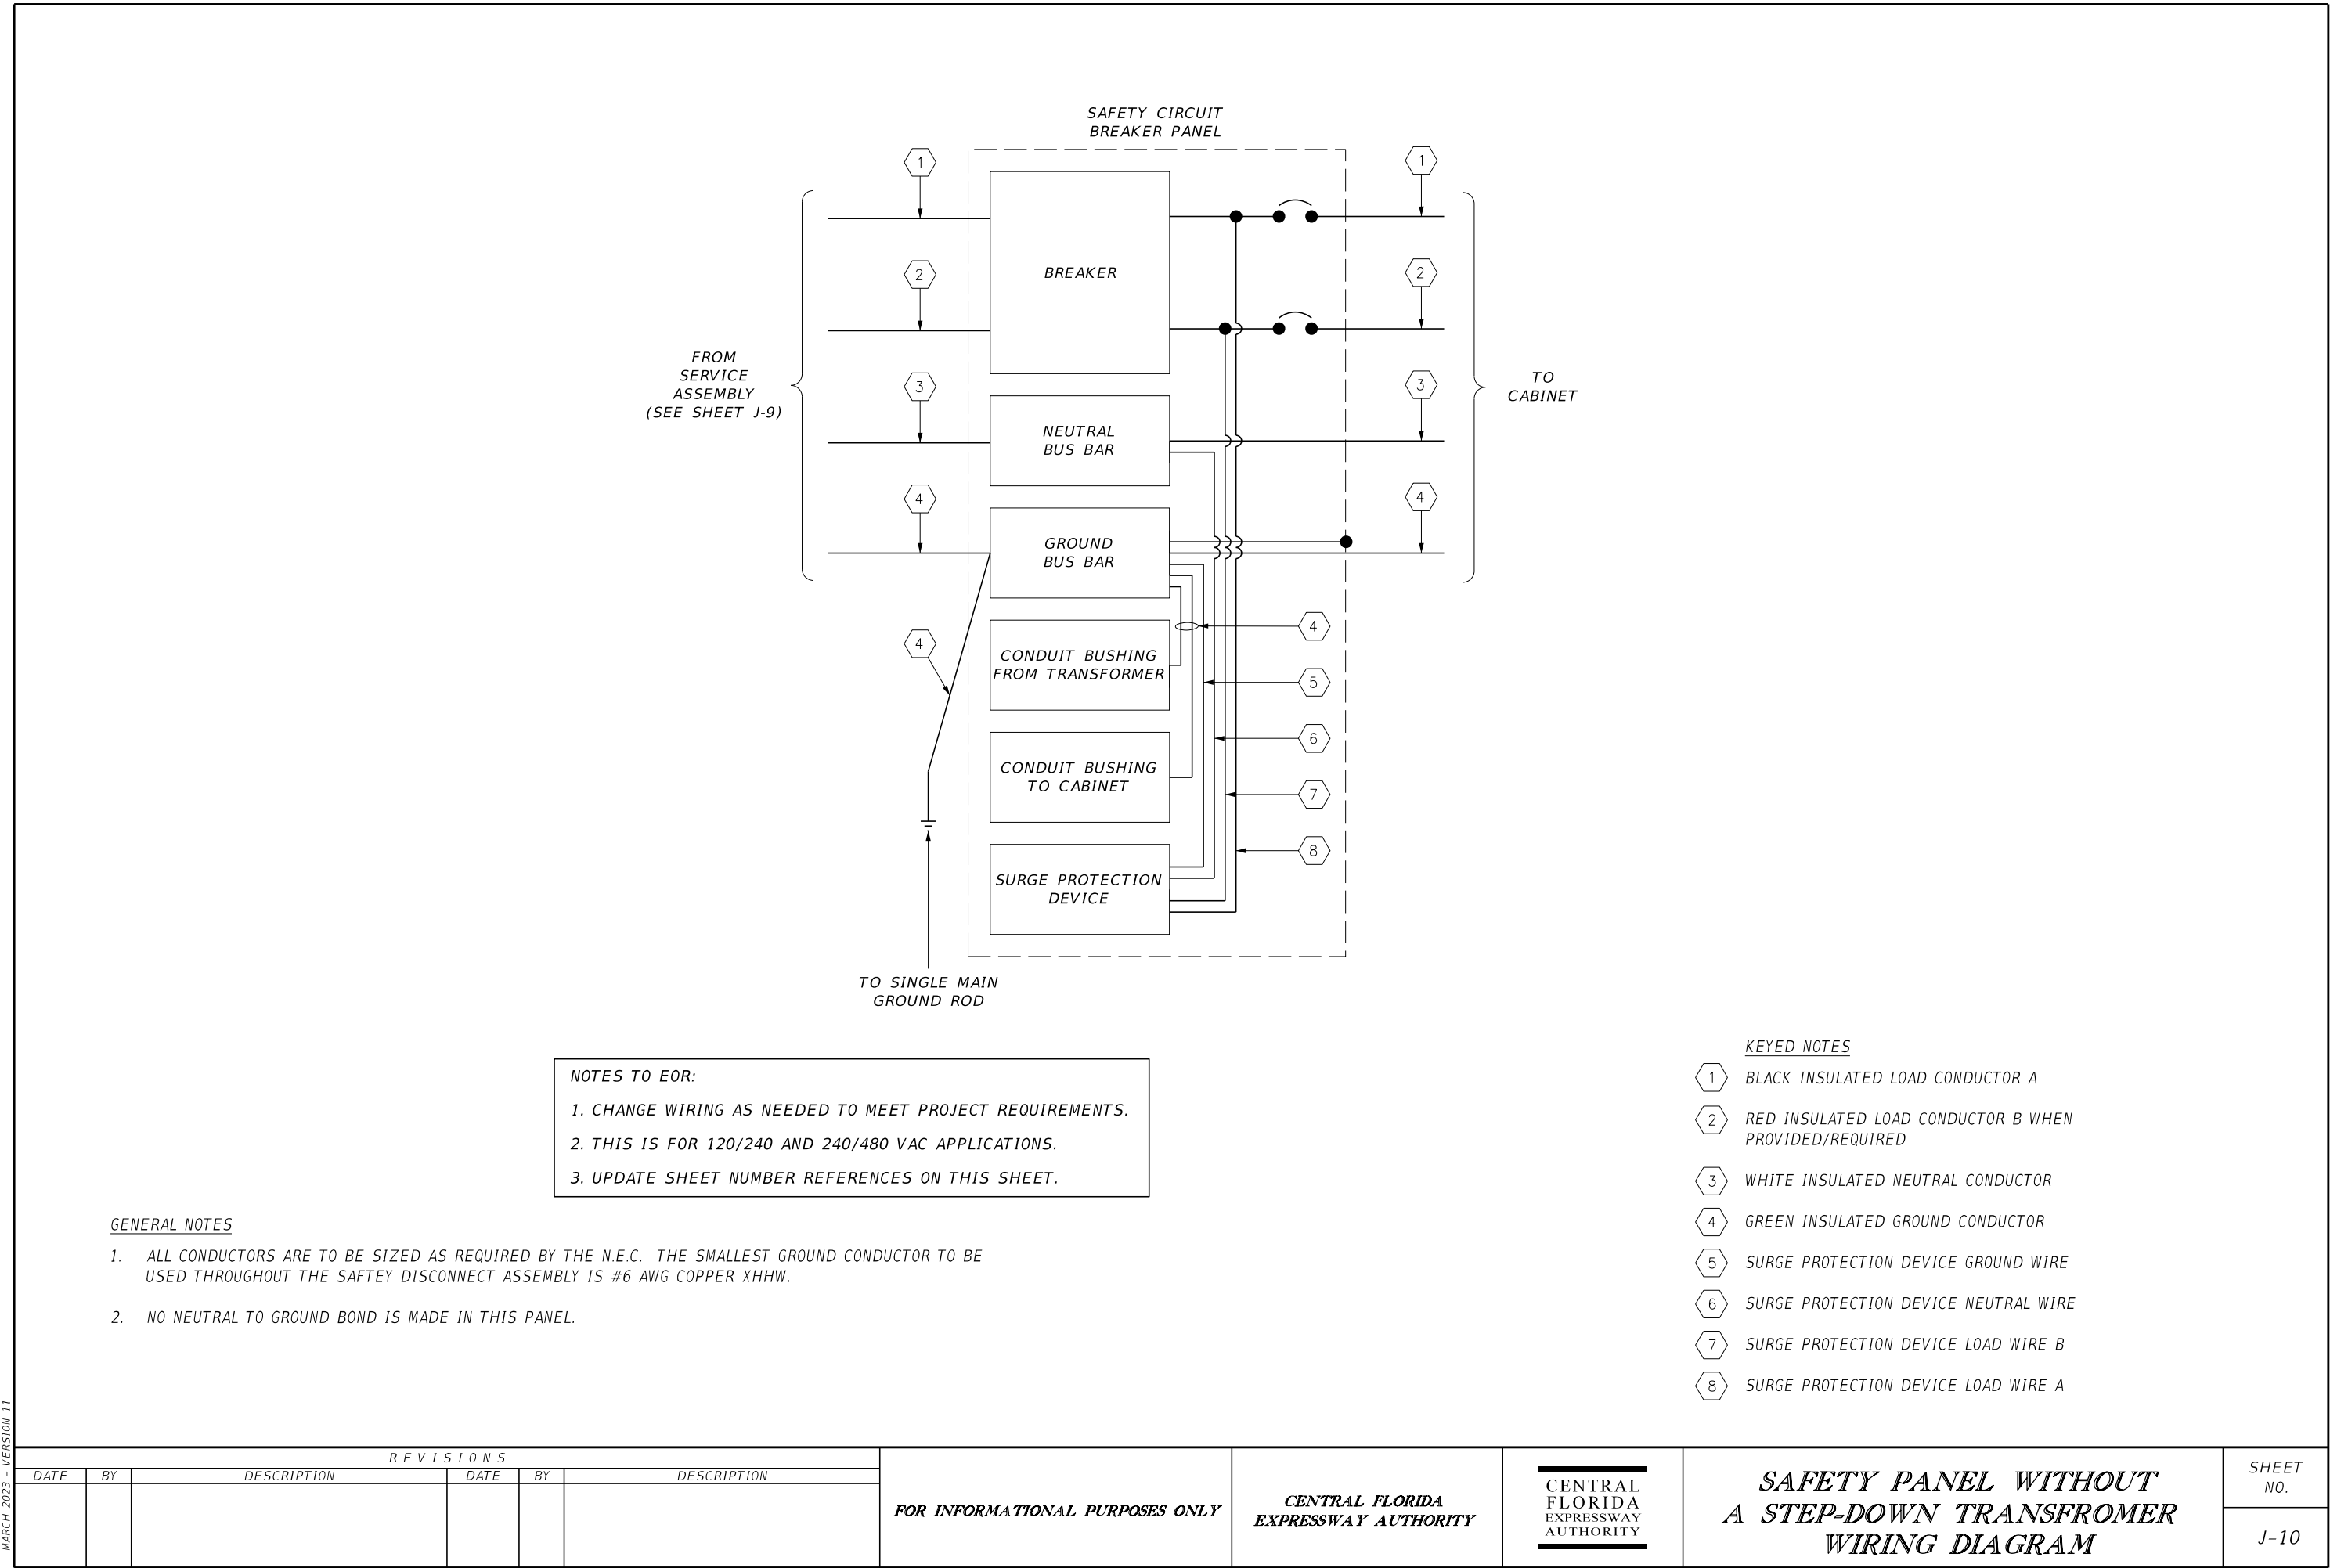 SAFETY CIRCUIT
BREAKER PANEL
1
1
BREAKER
2
2
FROM
SERVICE
ASSEMBLY
(SEE SHEET J-9)
3
3
TO
CABINET
NEUTRAL
BUS BAR
4
4
GROUND
BUS BAR
4
4
CONDUIT BUSHING
FROM TRANSFORMER
5
6
CONDUIT BUSHING
TO CABINET
7
8
SURGE PROTECTION
DEVICE
TO SINGLE MAIN
GROUND ROD
NOTES TO EOR:
1. CHANGE WIRING AS NEEDED TO MEET PROJECT REQUIREMENTS.
2. THIS IS FOR 120/240 AND 240/480 VAC APPLICATIONS.
3. UPDATE SHEET NUMBER REFERENCES ON THIS SHEET.
GENERAL NOTES
1. ALL CONDUCTORS ARE TO BE SIZED AS REQUIRED BY THE N.E.C. THE SMALLEST GROUND CONDUCTOR TO BE
USED THROUGHOUT THE SAFTEY DISCONNECT ASSEMBLY IS #6 AWG COPPER XHHW.
2. NO NEUTRAL TO GROUND BOND IS MADE IN THIS PANEL.
KEYED NOTES
1 BLACK INSULATED LOAD CONDUCTOR A
2 RED INSULATED LOAD CONDUCTOR B WHEN
PROVIDED/REQUIRED
3 WHITE INSULATED NEUTRAL CONDUCTOR
4 GREEN INSULATED GROUND CONDUCTOR
5 SURGE PROTECTION DEVICE GROUND WIRE
6 SURGE PROTECTION DEVICE NEUTRAL WIRE
7 SURGE PROTECTION DEVICE LOAD WIRE B
8 SURGE PROTECTION DEVICE LOAD WIRE A
MARCH 2023 - VERSION 11
REVISIONS
DATE BY DESCRIPTION DATE BY DESCRIPTION
FOR INFORMATIONAL PURPOSES ONLY
CENTRAL FLORIDA
EXPRESSWAY AUTHORITY
CENTRAL
FLORIDA
EXPRESSWAY
AUTHORITY
SAFETY PANEL WITHOUT
A STEP-DOWN TRANSFROMER
WIRING DIAGRAM
SHEET
NO.
J-10